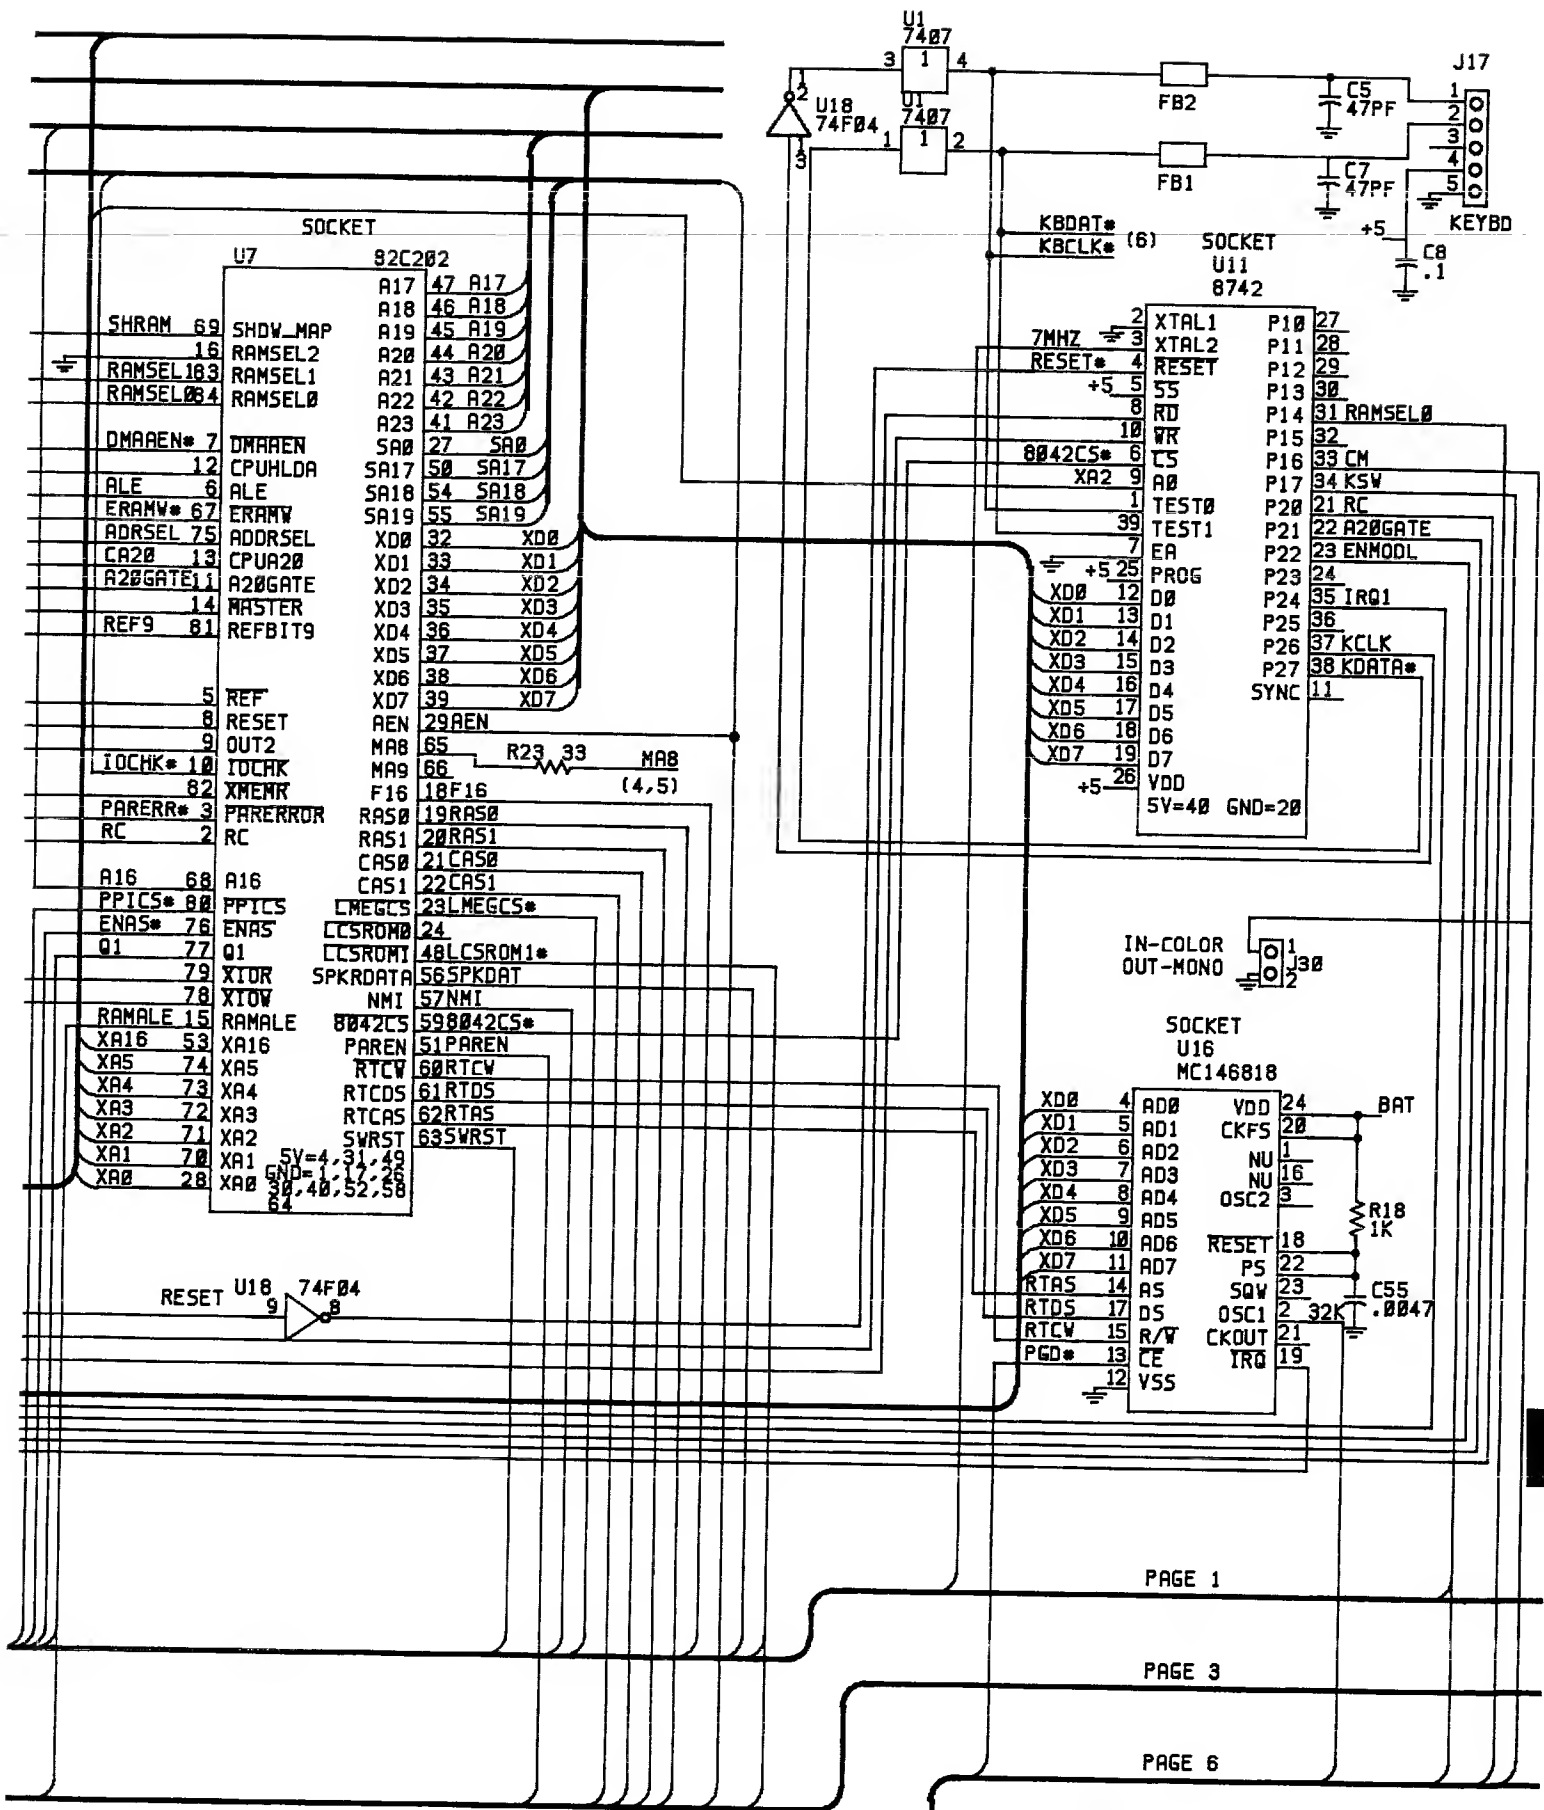 U1
7407
3 1 4
U18
74F04
2
1
3
U1
7407
1 1 2
FB2
FB1
C5
47PF
C7
47PF
J17
1
2
3
4
5
KEYBD
+5
C8
.1
KBDAT*
KBCLK* (6)
SOCKET
U7 82C202
SHRAM 69 SHDW_MAP
16 RAMSEL2
RAMSEL1 83 RAMSEL1
RAMSEL0 84 RAMSEL0
DMAAEN* 7 DMAAEN
12 CPUHLDA
ALE 6 ALE
ERAMW* 67 ERAMW
ADRSEL 75 ADDRSEL
CA20 13 CPUA20
A20GATE 11 A20GATE
14 MASTER
REF9 81 REFBIT9
5 REF
8 RESET
9 OUT2
IOCHK* 10 IOCHK
82 XMEMR
PARERR* 3 PARERROR
RC 2 RC
A16 68 A16
PPICS* 80 PPICS
ENAS* 76 ENAS
Q1 77 Q1
79 XIOR
78 XIOW
RAMALE 15 RAMALE
XA16 53 XA16
XA5 74 XA5
XA4 73 XA4
XA3 72 XA3
XA2 71 XA2
XA1 70 XA1
XA0 28 XA0
A17 47 A17
A18 46 A18
A19 45 A19
A20 44 A20
A21 43 A21
A22 42 A22
A23 41 A23
SA0 27 SA0
SA17 50 SA17
SA18 54 SA18
SA19 55 SA19
XD0 32 XD0
XD1 33 XD1
XD2 34 XD2
XD3 35 XD3
XD4 36 XD4
XD5 37 XD5
XD6 38 XD6
XD7 39 XD7
AEN 29 AEN
MA8 65 R23 33 MA8
MA9 66 (4,5)
F16 18 F16
RAS0 19 RAS0
RAS1 20 RAS1
CAS0 21 CAS0
CAS1 22 CAS1
LMEGCS 23 LMEGCS*
LCSROM0 24
LCSROM1 48 LCSROM1*
SPKRDATA 56 SPKDAT
NMI 57 NMI
8042CS 59 8042CS*
PAREN 51 PAREN
RTCW 60 RTCW
RTCDS 61 RTDS
RTCAS 62 RTAS
SWRST 63 SWRST
5V=4,31,49
GND=1,17,26
30,40,52,58
64
SOCKET
U11
8742
2 XTAL1
7MHZ 3 XTAL2
RESET* 4 RESET
+5 5 SS
8 RD
10 WR
8042CS* 6 CS
XA2 9 A0
1 TEST0
39 TEST1
7 EA
+5 25 PROG
XD0 12 D0
XD1 13 D1
XD2 14 D2
XD3 15 D3
XD4 16 D4
XD5 17 D5
XD6 18 D6
XD7 19 D7
+5 26 VDD
5V=40 GND=20
P10 27
P11 28
P12 29
P13 30
P14 31 RAMSEL0
P15 32
P16 33 CM
P17 34 KSW
P20 21 RC
P21 22 A20GATE
P22 23 ENMODL
P23 24
P24 35 IRQ1
P25 36
P26 37 KCLK
P27 38 KDATA*
SYNC 11
IN-COLOR
OUT-MONO
1
J30
2
SOCKET
U16
MC146818
XD0 4 AD0
XD1 5 AD1
XD2 6 AD2
XD3 7 AD3
XD4 8 AD4
XD5 9 AD5
XD6 10 AD6
XD7 11 AD7
RTAS 14 AS
RTDS 17 DS
RTCW 15 R/W
PGD* 13 CE
12 VSS
VDD 24 BAT
CKFS 20
NU 1
NU 16
OSC2 3
RESET 18
PS 22
SQW 23
OSC1 2 32K
CKOUT 21
IRQ 19
R18
1K
C55
.0047
RESET U18 74F04
9 8
PAGE 1
PAGE 3
PAGE 6